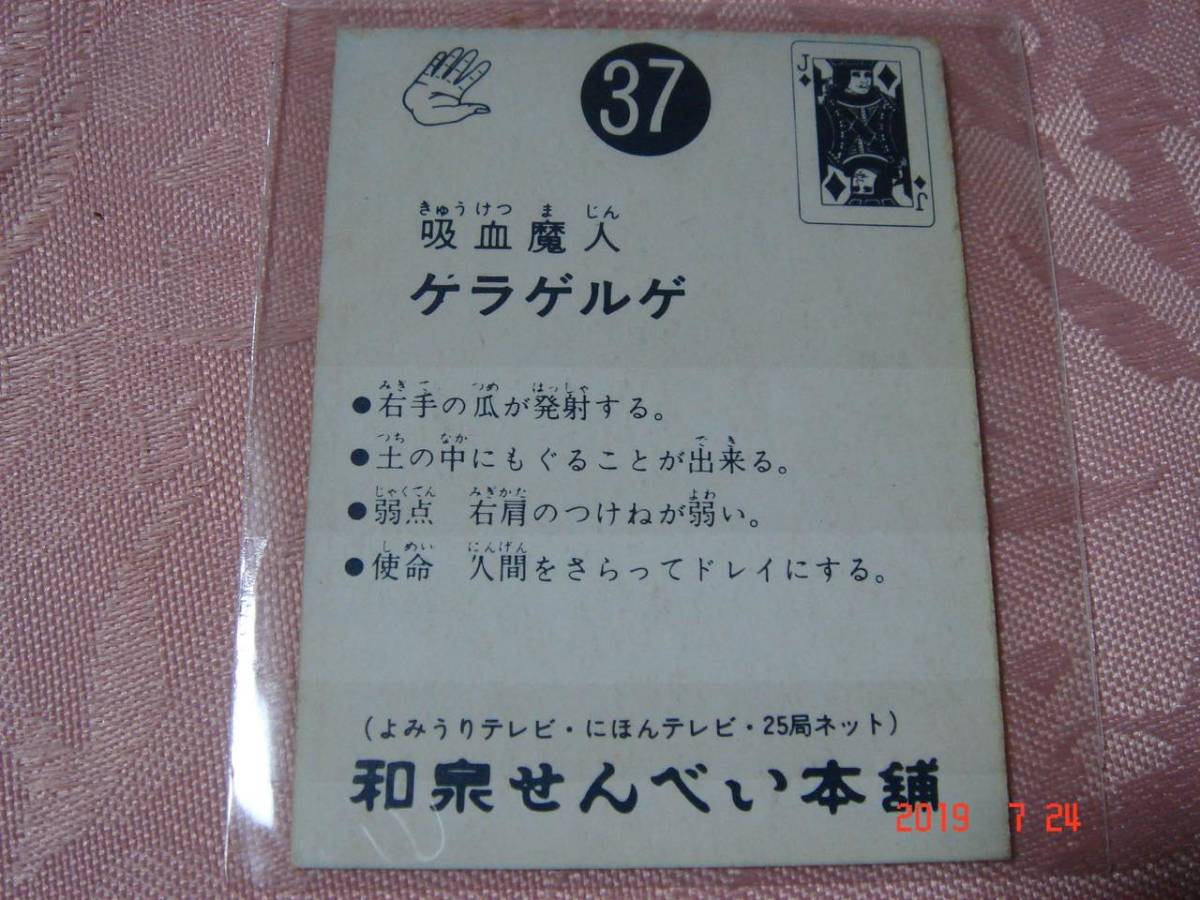 37
J
きゅうけつ ま じん
吸血魔人
ケラゲルゲ
みぎて つめ はっしゃ
●右手の瓜が発射する。
つち なか でき
●土の中にもぐることが出来る。
じゃくてん みぎかた よわ
●弱点 右肩のつけねが弱い。
しめい にんげん
●使命 人間をさらってドレイにする。
(よみうりテレビ・にほんテレビ・25局ネット)
和泉せんべい本舗
2019 7 24
J